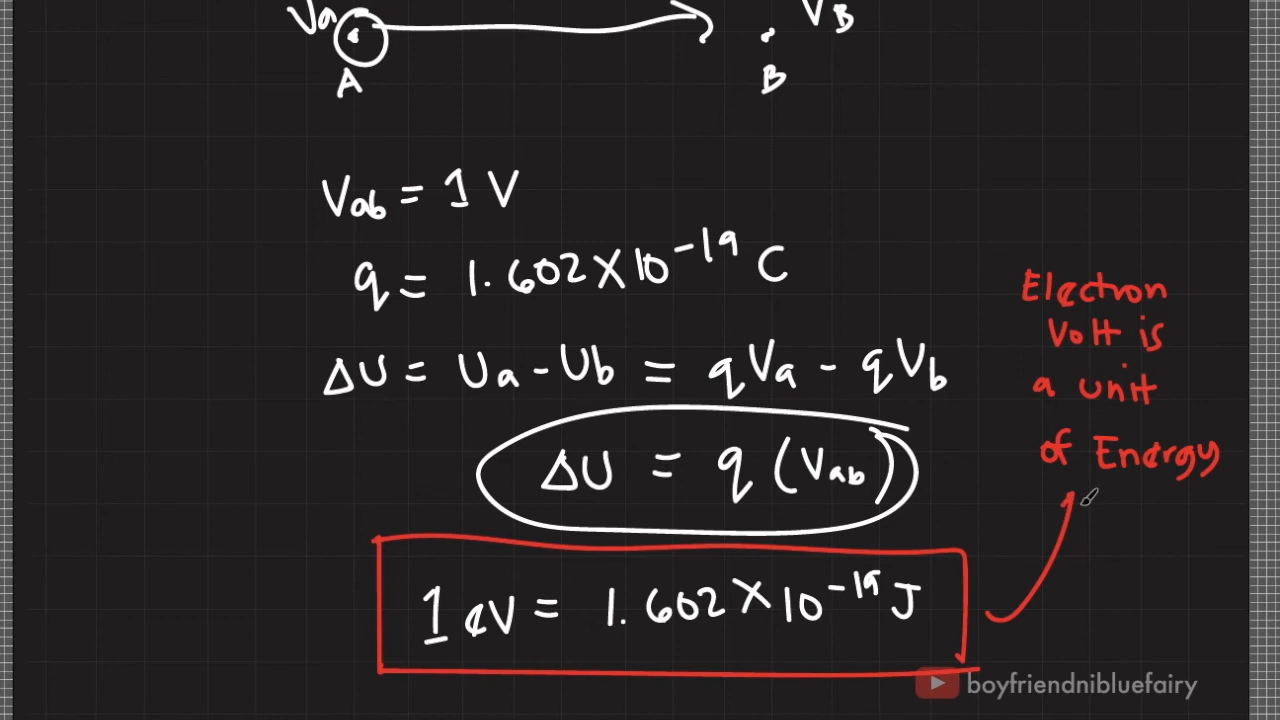 Va VB
A B
Vab = 1 V
q = 1.602 X 10^-19 C
ΔU = Ua - Ub = qVa - qVb
ΔU = q (Vab)
1 eV = 1.602 X 10^-19 J
Electron
Volt is
a unit
of Energy
boyfriendnibluefairy